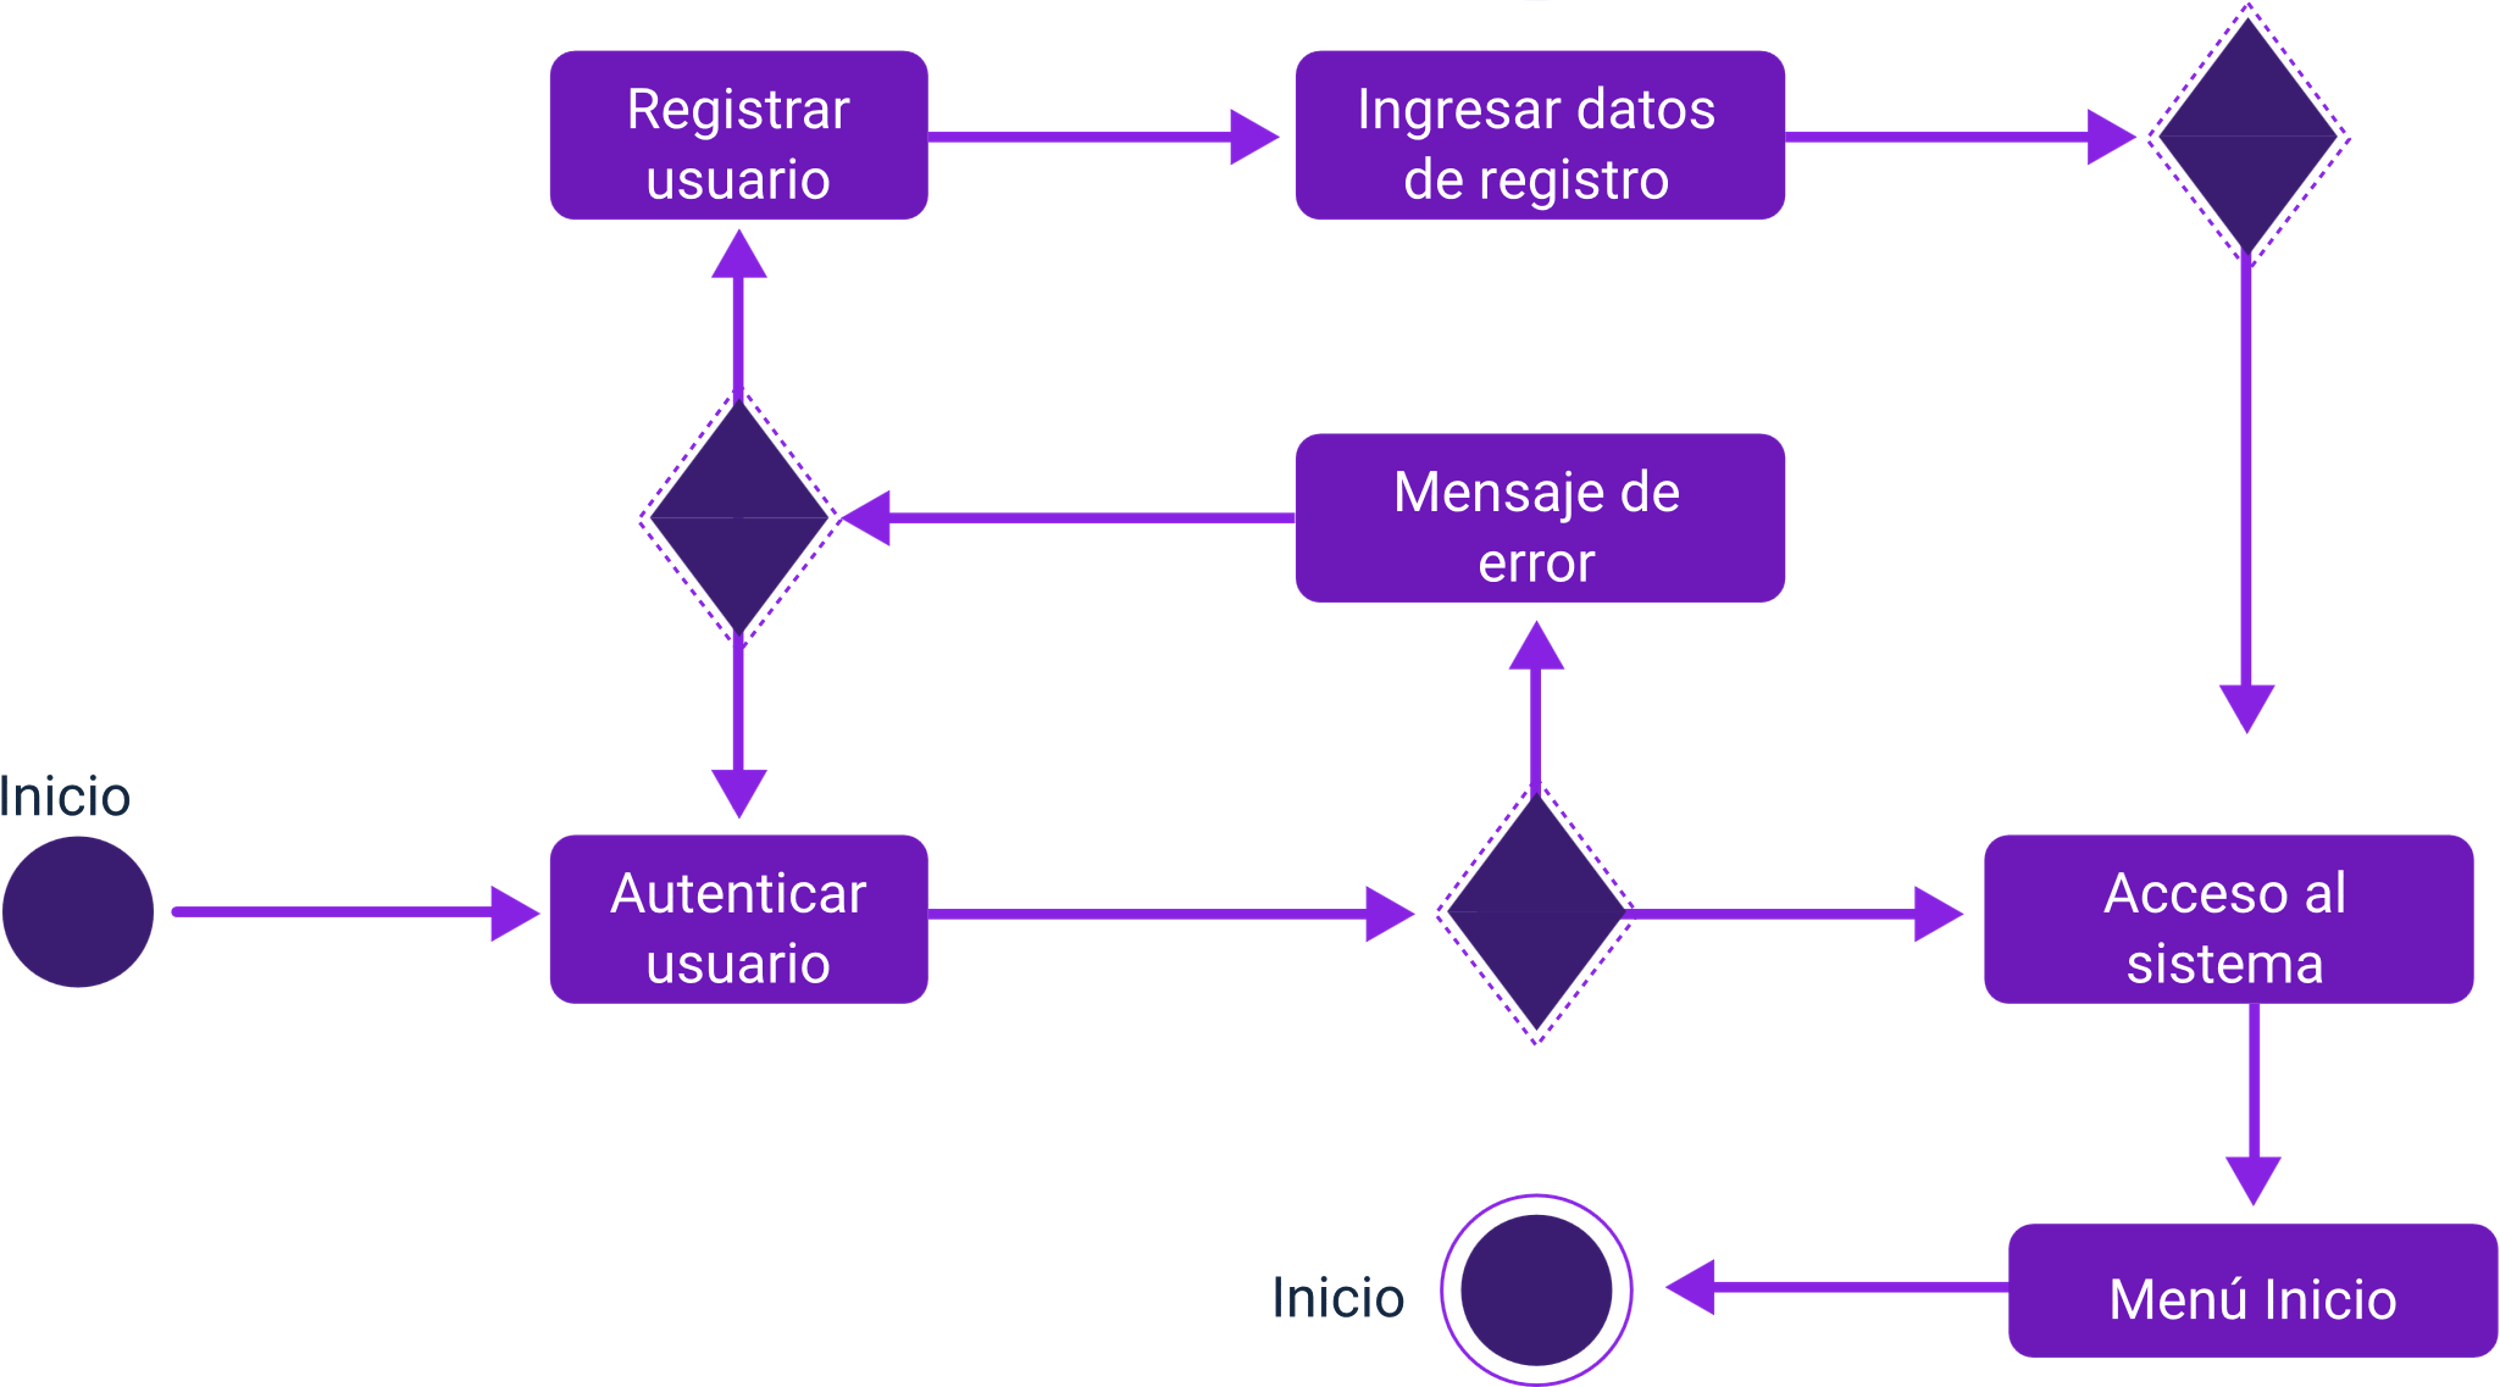 Registrar
usuario
Ingresar datos
de registro
Mensaje de
error
Inicio
Autenticar
usuario
Acceso al
sistema
Inicio
Menú Inicio